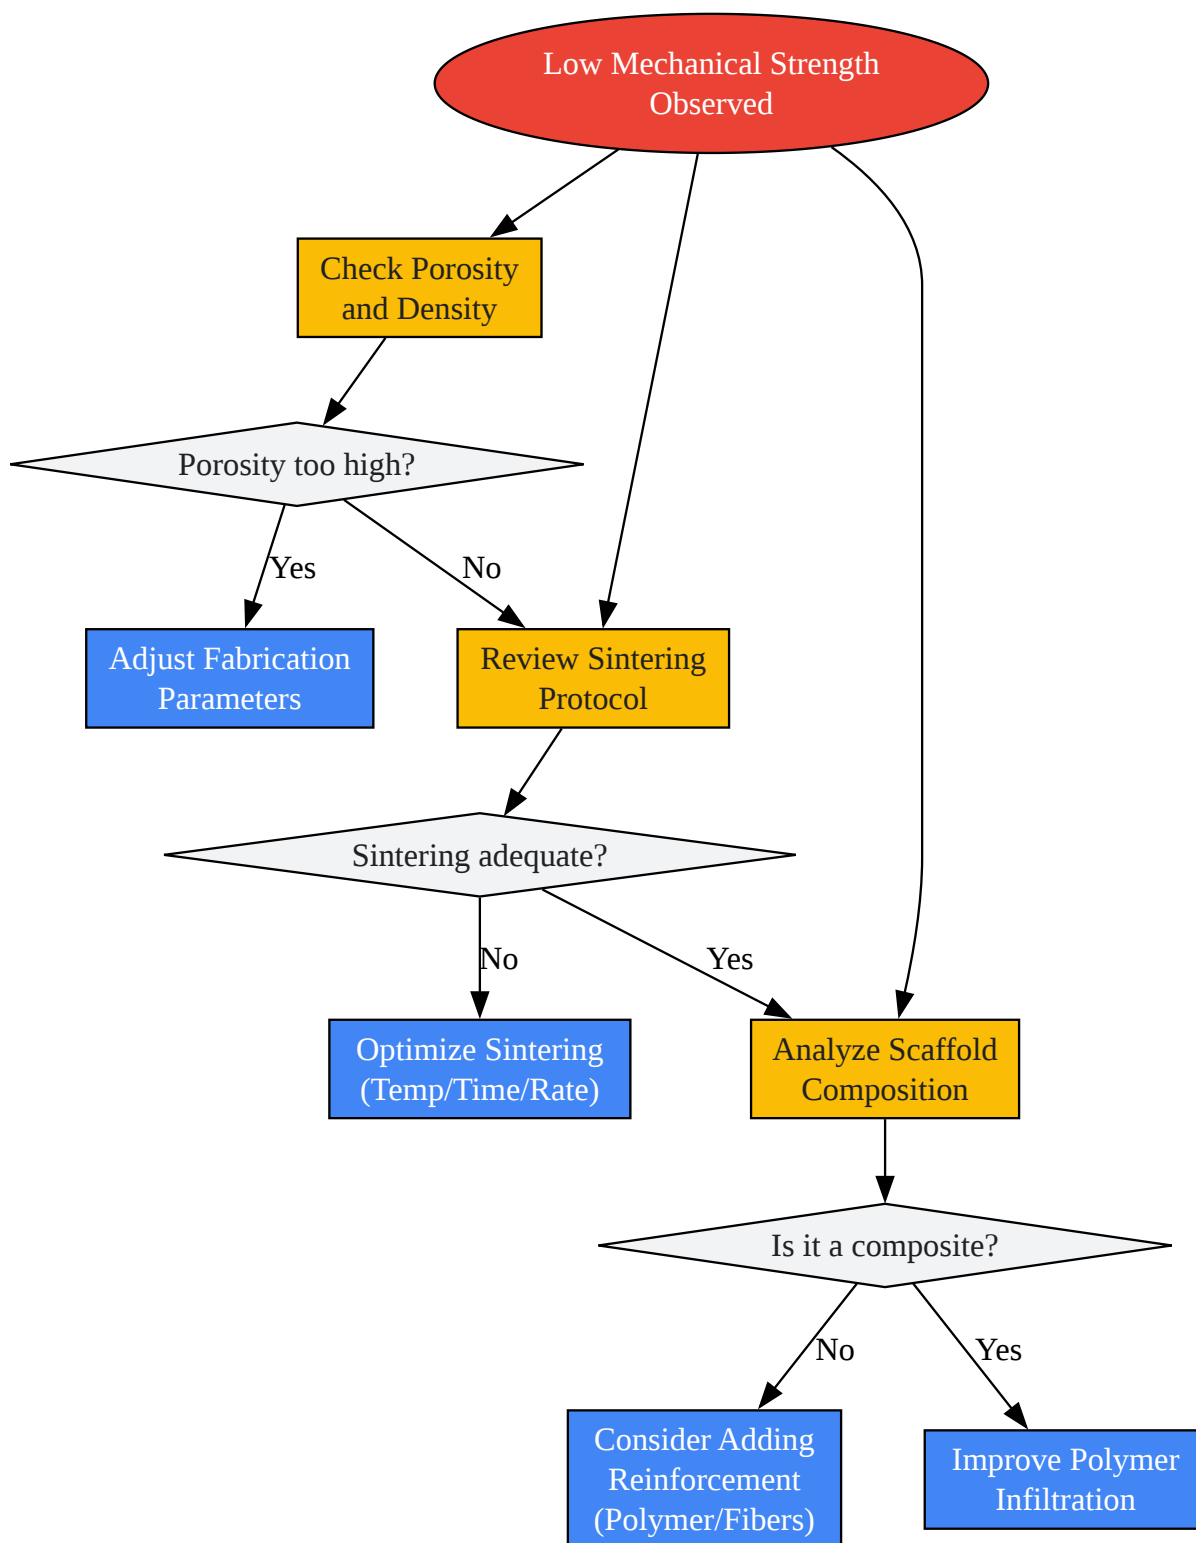 Low Mechanical Strength
Observed
Check Porosity
and Density
Porosity too high?
Yes
No
Adjust Fabrication
Parameters
Review Sintering
Protocol
Sintering adequate?
No
Yes
Optimize Sintering
(Temp/Time/Rate)
Analyze Scaffold
Composition
Is it a composite?
No
Yes
Consider Adding
Reinforcement
(Polymer/Fibers)
Improve Polymer
Infiltration